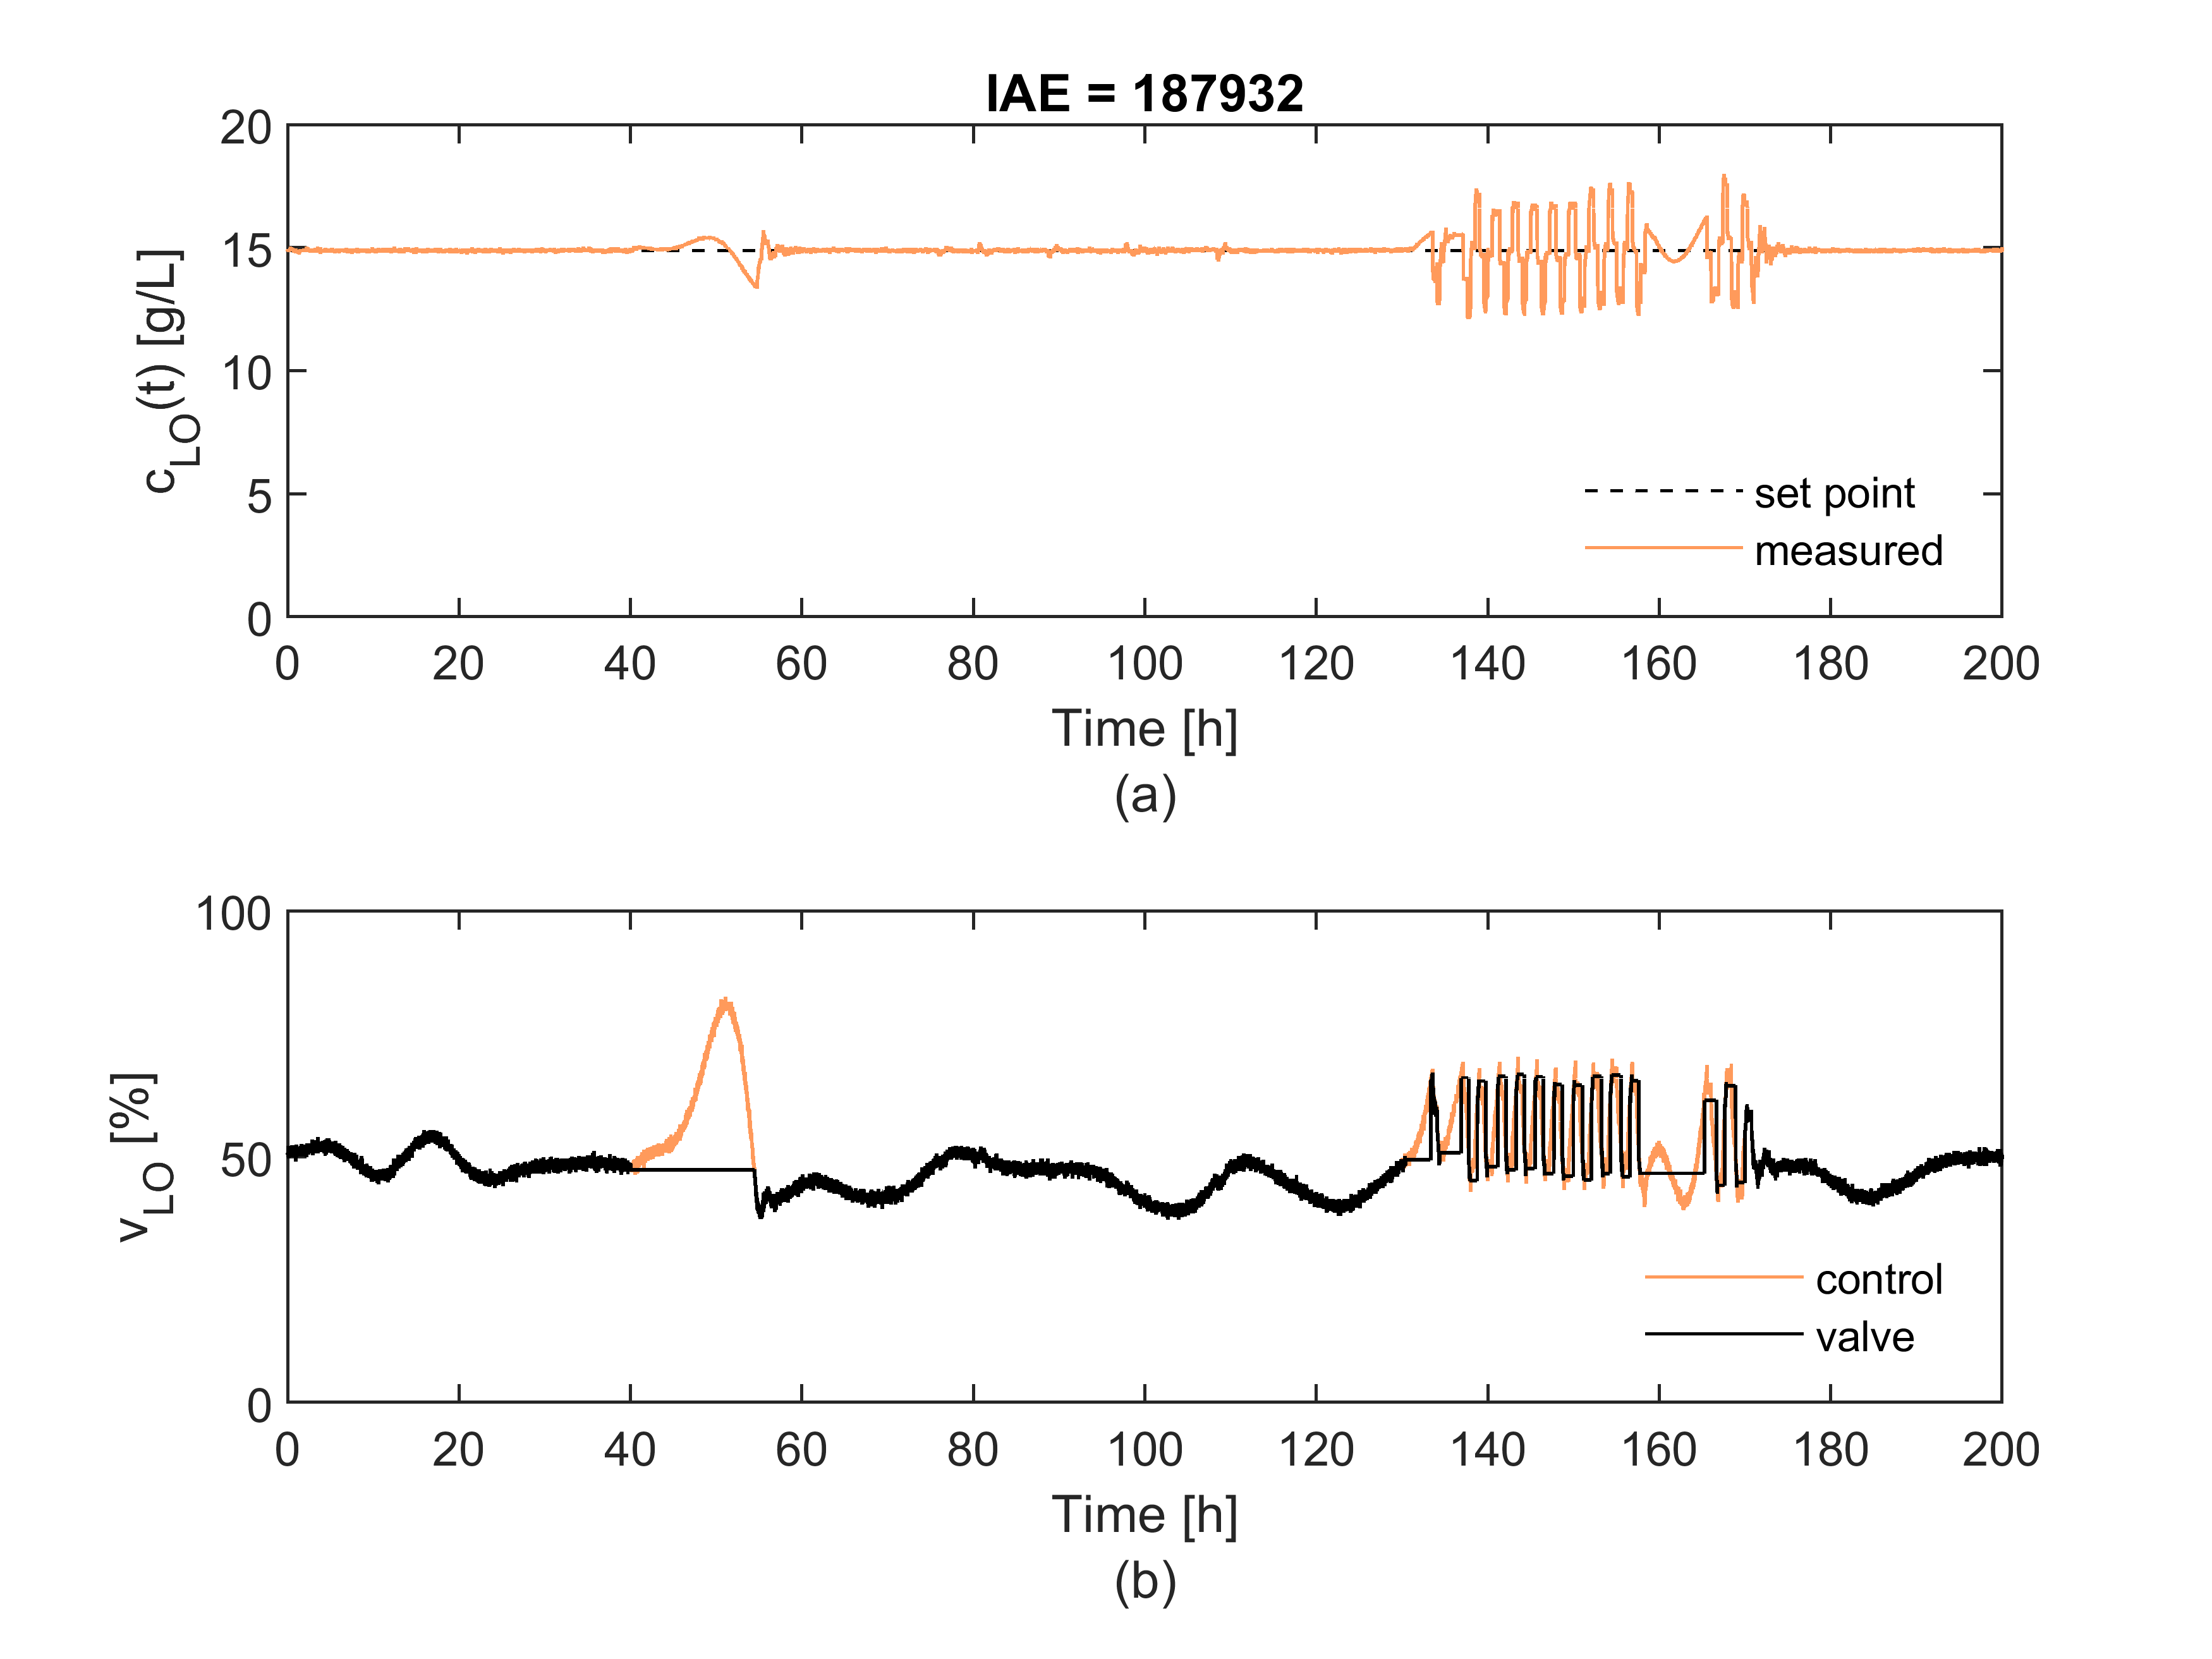 IAE = 187932
20
15
10
5
0
c_LO(t) [g/L]
set point
measured
0 20 40 60 80 100 120 140 160 180 200
Time [h]
(a)
100
50
0
v_LO [%]
control
valve
0 20 40 60 80 100 120 140 160 180 200
Time [h]
(b)